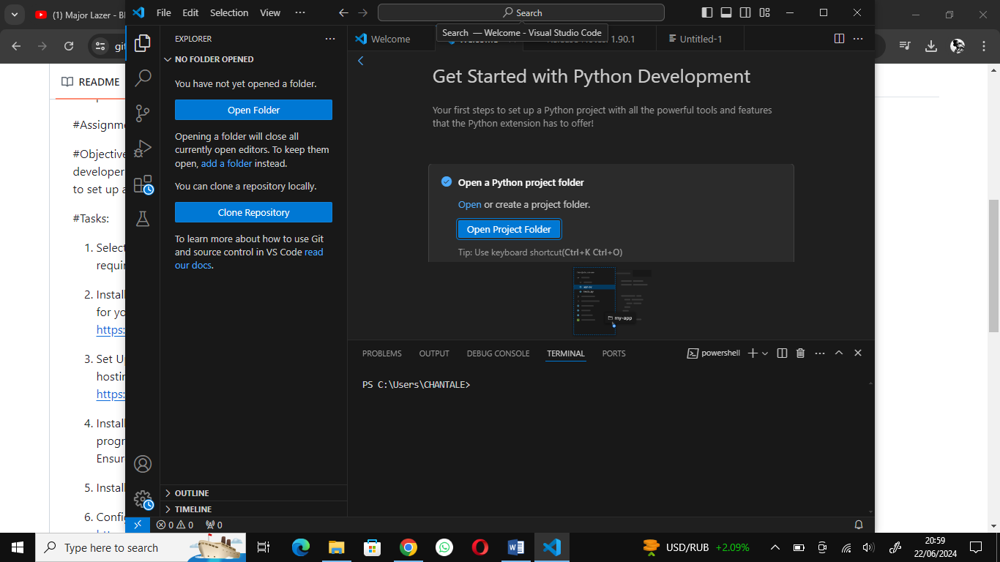 (1) Major Lazer - Bl
File Edit Selection View ···
Search
Search — Welcome - Visual Studio Code
git
README
#Assignme
#Objective
developer
to set up a
#Tasks:
1. Select
requir
2. Install
for yo
https:
3. Set Up
hostin
https:
4. Install
progr
Ensur
5. Install
6. Config
EXPLORER
NO FOLDER OPENED
You have not yet opened a folder.
Open Folder
Opening a folder will close all
currently open editors. To keep them
open, add a folder instead.
You can clone a repository locally.
Clone Repository
To learn more about how to use Git
and source control in VS Code read
our docs.
OUTLINE
TIMELINE
Welcome
1.90.1
Untitled-1
Get Started with Python Development
Your first steps to set up a Python project with all the powerful tools and features
that the Python extension has to offer!
Open a Python project folder
Open or create a project folder.
Open Project Folder
Tip: Use keyboard shortcut(Ctrl+K Ctrl+O)
my-app
PROBLEMS OUTPUT DEBUG CONSOLE TERMINAL PORTS
powershell
PS C:\Users\CHANTALE>
0 0 0
Type here to search
USD/RUB +2.09%
20:59
22/06/2024